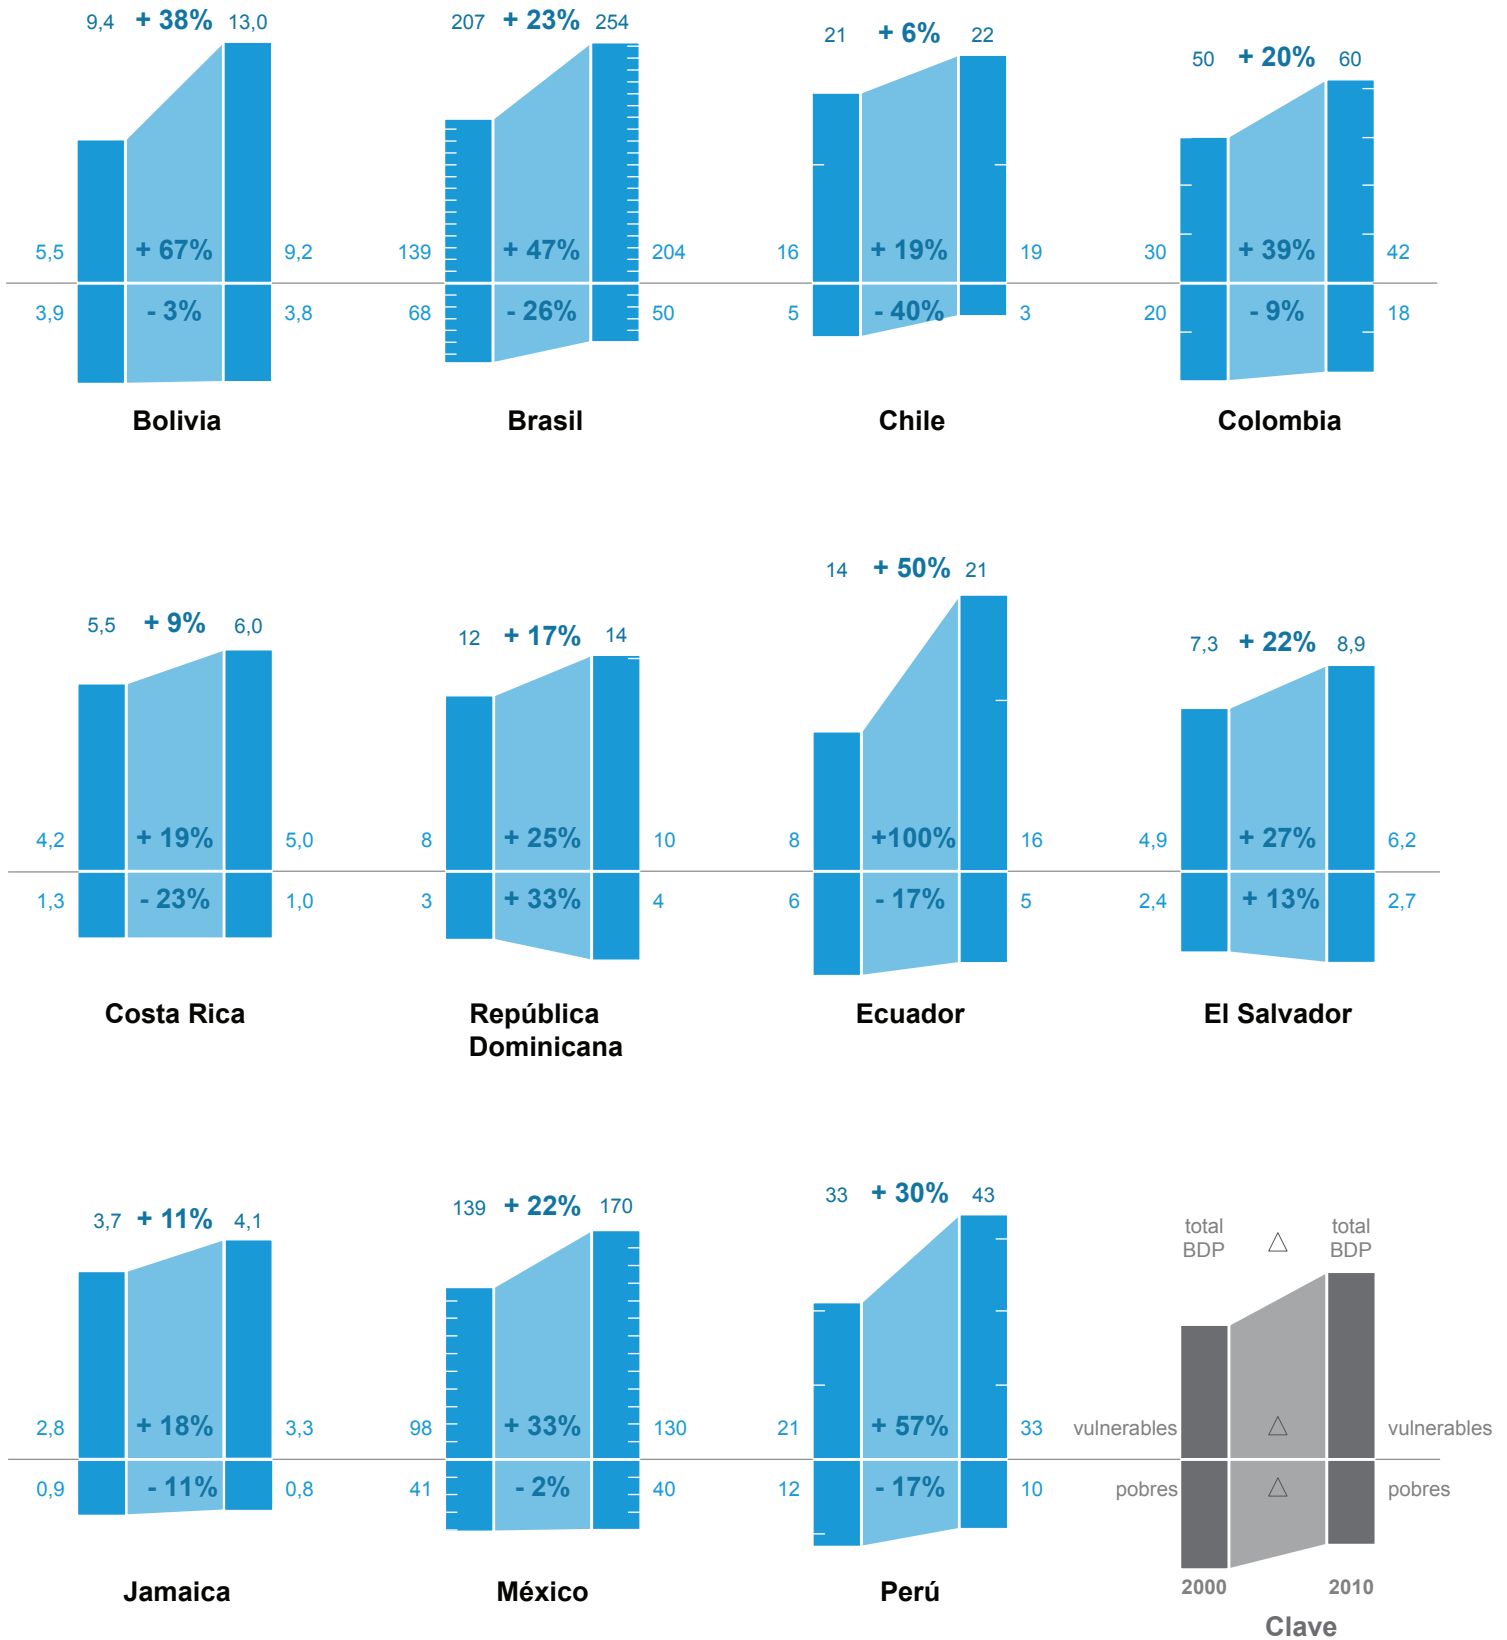 9,4 + 38% 13,0
207 + 23% 254
21 + 6% 22
50 + 20% 60
5,5 + 67% 9,2
139 + 47% 204
16 + 19% 19
30 + 39% 42
3,9 - 3% 3,8
68 - 26% 50
5 - 40% 3
20 - 9% 18
Bolivia
Brasil
Chile
Colombia
5,5 + 9% 6,0
12 + 17% 14
14 + 50% 21
7,3 + 22% 8,9
4,2 + 19% 5,0
8 + 25% 10
8 +100% 16
4,9 + 27% 6,2
1,3 - 23% 1,0
3 + 33% 4
6 - 17% 5
2,4 + 13% 2,7
Costa Rica
República
Dominicana
Ecuador
El Salvador
3,7 + 11% 4,1
139 + 22% 170
33 + 30% 43
total △ total
BDP BDP
2,8 + 18% 3,3
98 + 33% 130
21 + 57% 33
vulnerables △ vulnerables
0,9 - 11% 0,8
41 - 2% 40
12 - 17% 10
pobres △ pobres
2000 2010
Jamaica
México
Perú
Clave